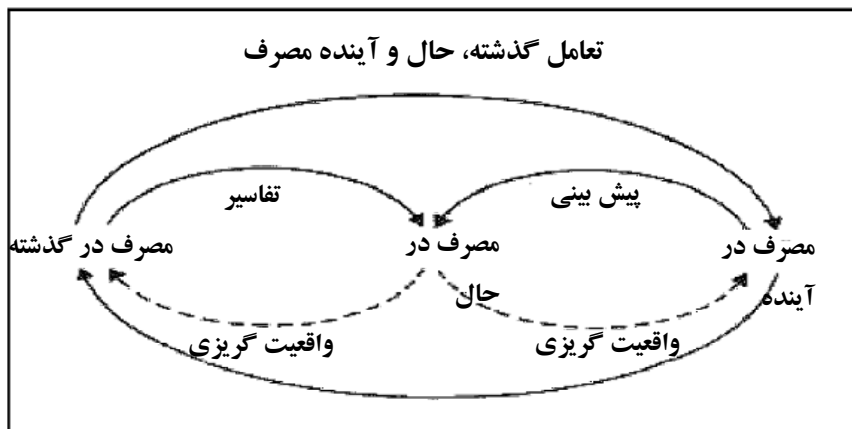 تعامل گذشته، حال و آینده مصرف
پیش بینی
تفاسیر
مصرف در
آینده
مصرف در
حال
مصرف در گذشته
واقعیت گریزی
واقعیت گریزی